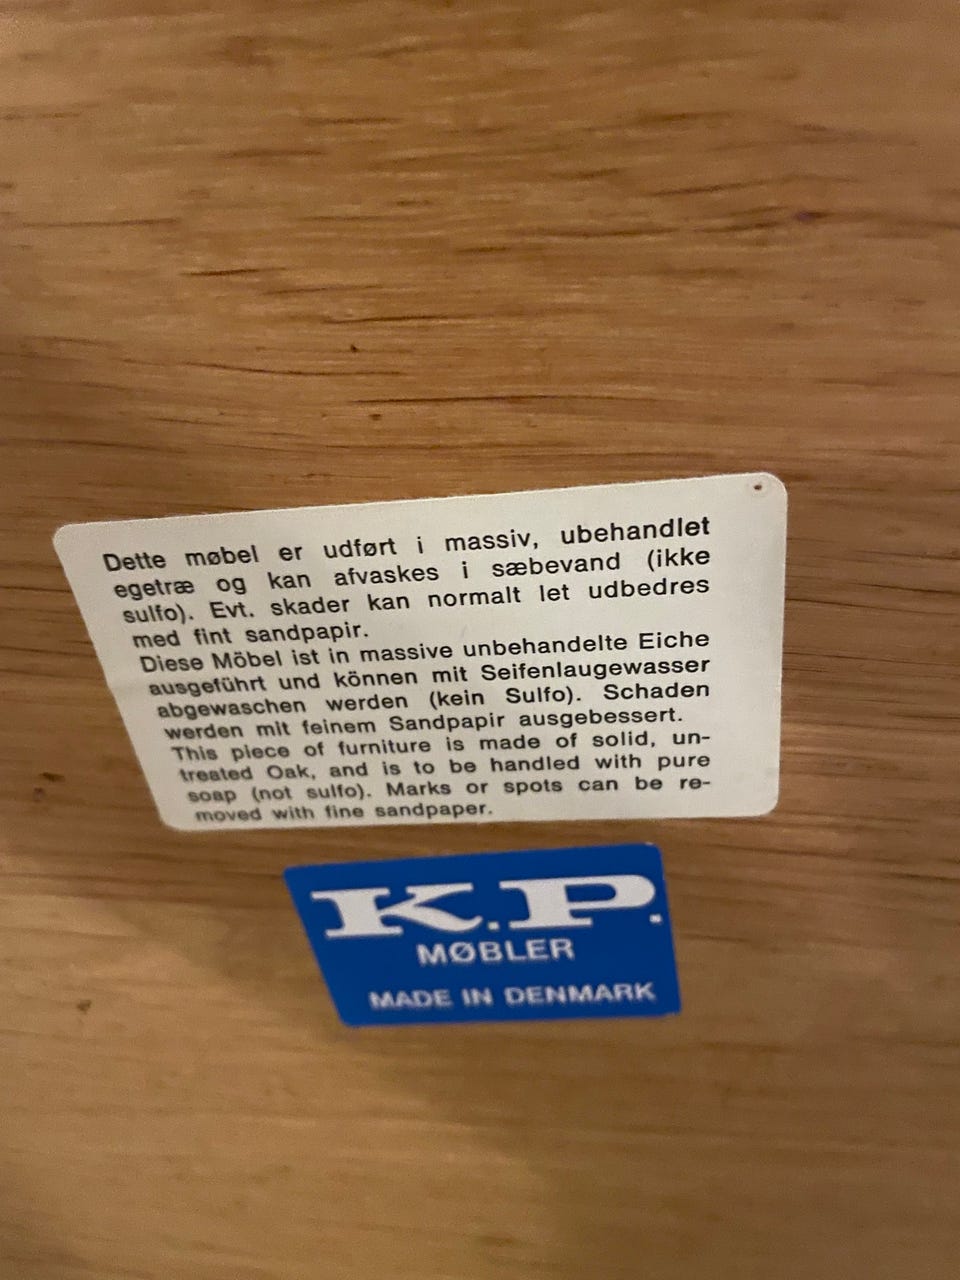 Dette møbel er udført i massiv, ubehandlet
egetræ og kan afvaskes i sæbevand (ikke
sulfo). Evt. skader kan normalt let udbedres
med fint sandpapir.
Diese Möbel ist in massive unbehandelte Eiche
ausgeführt und können mit Seifenlaugewasser
abgewaschen werden (kein Sulfo). Schaden
werden mit feinem Sandpapir ausgebessert.
This piece of furniture is made of solid, un-
treated Oak, and is to be handled with pure
soap (not sulfo). Marks or spots can be re-
moved with fine sandpaper.
K.P.
MØBLER
MADE IN DENMARK